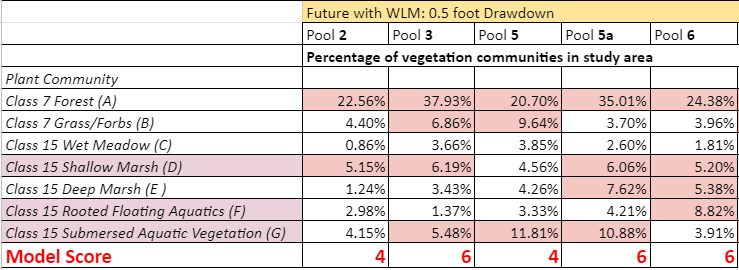 Future with WLM: 0.5 foot Drawdown
Pool 2 Pool 3 Pool 5 Pool 5a Pool 6
Percentage of vegetation communities in study area
Plant Community
Class 7 Forest (A) 22.56% 37.93% 20.70% 35.01% 24.38%
Class 7 Grass/Forbs (B) 4.40% 6.86% 9.64% 3.70% 3.96%
Class 15 Wet Meadow (C) 0.86% 3.66% 3.85% 2.60% 1.81%
Class 15 Shallow Marsh (D) 5.15% 6.19% 4.56% 6.06% 5.20%
Class 15 Deep Marsh (E ) 1.24% 3.43% 4.26% 7.62% 5.38%
Class 15 Rooted Floating Aquatics (F) 2.98% 1.37% 3.33% 4.21% 8.82%
Class 15 Submersed Aquatic Vegetation (G) 4.15% 5.48% 11.81% 10.88% 3.91%
Model Score 4 6 4 6 6